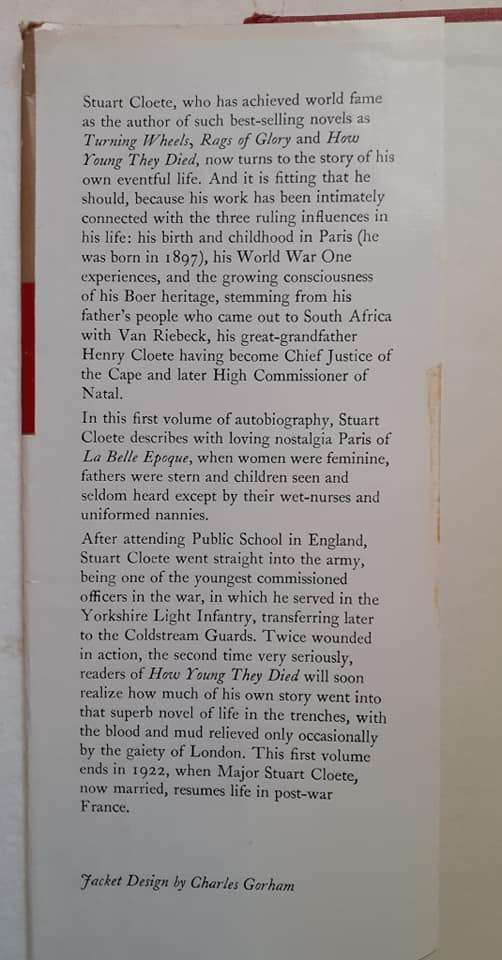 Stuart Cloete, who has achieved world fame
as the author of such best-selling novels as
Turning Wheels, Rags of Glory and How
Young They Died, now turns to the story of his
own eventful life. And it is fitting that he
should, because his work has been intimately
connected with the three ruling influences in
his life: his birth and childhood in Paris (he
was born in 1897), his World War One
experiences, and the growing consciousness
of his Boer heritage, stemming from his
father's people who came out to South Africa
with Van Riebeck, his great-grandfather
Henry Cloete having become Chief Justice of
the Cape and later High Commissioner of
Natal.
In this first volume of autobiography, Stuart
Cloete describes with loving nostalgia Paris of
La Belle Epoque, when women were feminine,
fathers were stern and children seen and
seldom heard except by their wet-nurses and
uniformed nannies.
After attending Public School in England,
Stuart Cloete went straight into the army,
being one of the youngest commissioned
officers in the war, in which he served in the
Yorkshire Light Infantry, transferring later
to the Coldstream Guards. Twice wounded
in action, the second time very seriously,
readers of How Young They Died will soon
realize how much of his own story went into
that superb novel of life in the trenches, with
the blood and mud relieved only occasionally
by the gaiety of London. This first volume
ends in 1922, when Major Stuart Cloete,
now married, resumes life in post-war
France.
Jacket Design by Charles Gorham